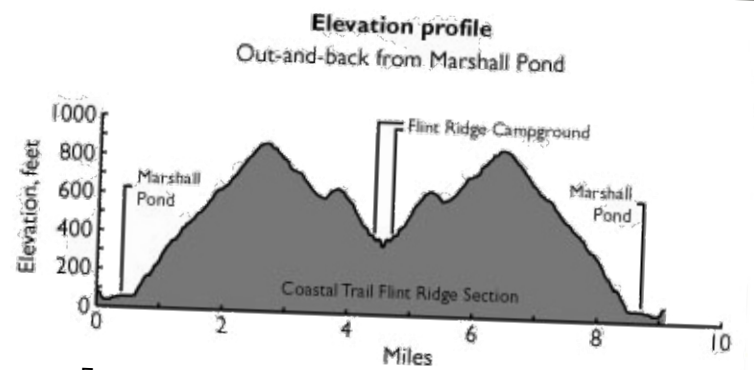 Elevation profile
Out-and-back from Marshall Pond
1000
800
600
400
200
0
Elevation, feet
Marshall
Pond
Flint Ridge Campground
Marshall
Pond
Coastal Trail Flint Ridge Section
0
2
4
6
8
10
Miles